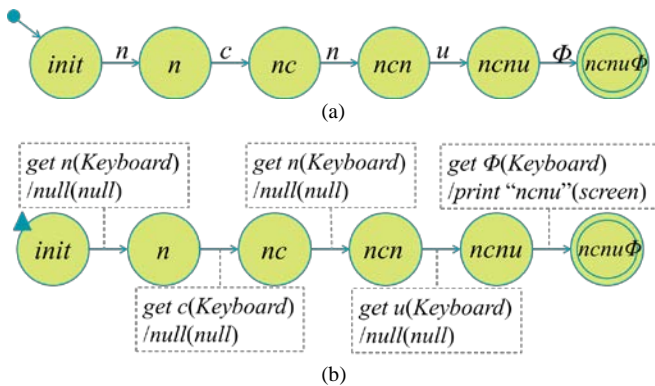 init n n c nc n ncn u ncnu Φ ncnuΦ
(a)
get n(Keyboard)
/null(null)
get n(Keyboard)
/null(null)
get Φ(Keyboard)
/print “ncnu”(screen)
init n nc ncn ncnu ncnuΦ
get c(Keyboard)
/null(null)
get u(Keyboard)
/null(null)
(b)